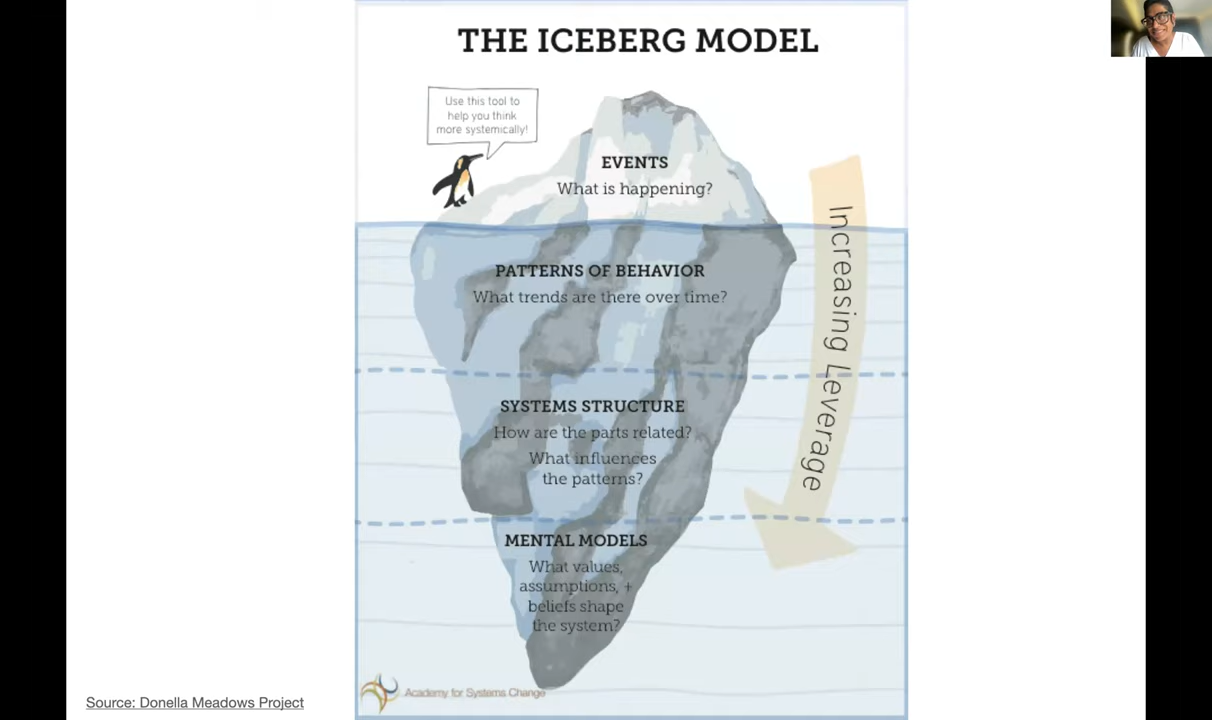 THE ICEBERG MODEL
Use this tool to
help you think
more systemically!
EVENTS
What is happening?
PATTERNS OF BEHAVIOR
What trends are there over time?
SYSTEMS STRUCTURE
How are the parts related?
What influences
the patterns?
MENTAL MODELS
What values,
assumptions, +
beliefs shape
the system?
Increasing Leverage
Academy for Systems Change
Source: Donella Meadows Project